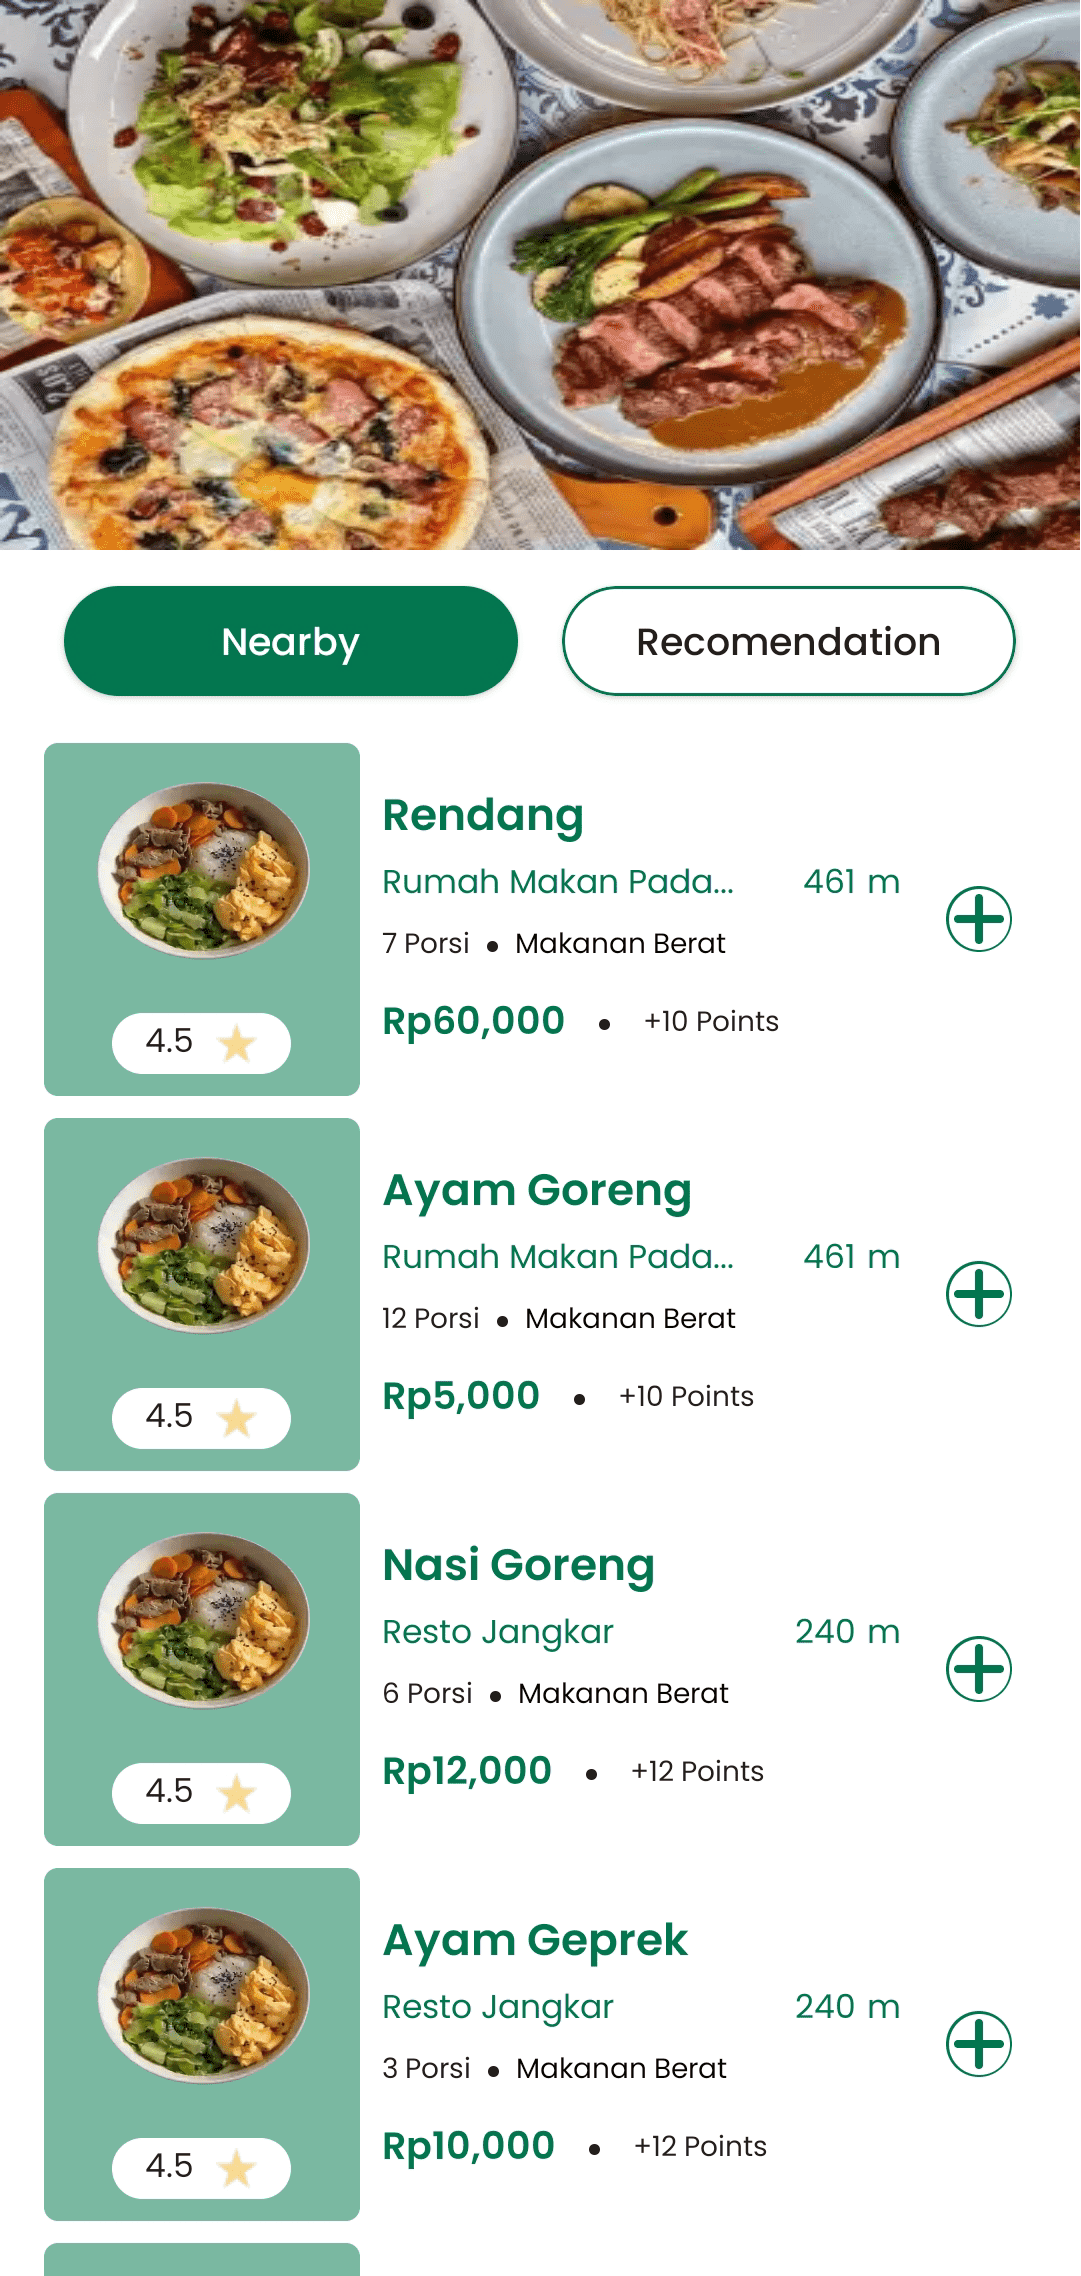 Nearby
Recomendation
Rendang
Rumah Makan Pada... 461 m
7 Porsi • Makanan Berat
Rp60,000 • +10 Points
4.5
Ayam Goreng
Rumah Makan Pada... 461 m
12 Porsi • Makanan Berat
Rp5,000 • +10 Points
4.5
Nasi Goreng
Resto Jangkar 240 m
6 Porsi • Makanan Berat
Rp12,000 • +12 Points
4.5
Ayam Geprek
Resto Jangkar 240 m
3 Porsi • Makanan Berat
Rp10,000 • +12 Points
4.5